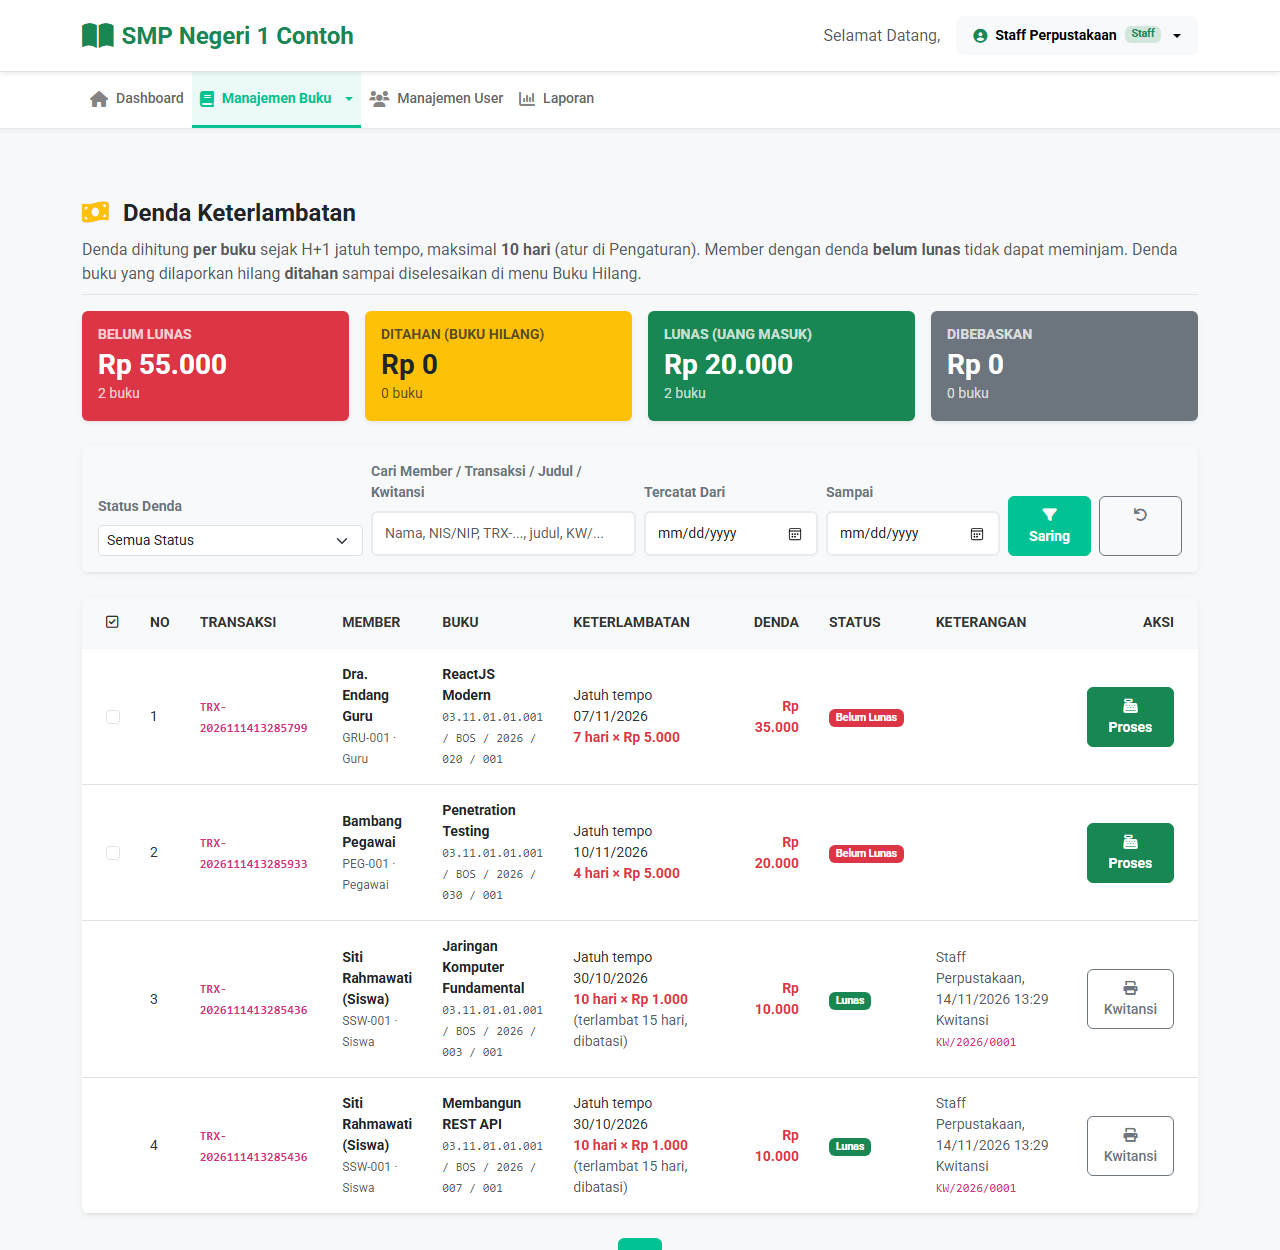 SMP Negeri 1 Contoh
Selamat Datang,
Staff Perpustakaan Staff
Dashboard
Manajemen Buku
Manajemen User
Laporan
Denda Keterlambatan
Denda dihitung per buku sejak H+1 jatuh tempo, maksimal 10 hari (atur di Pengaturan). Member dengan denda belum lunas tidak dapat meminjam. Denda
buku yang dilaporkan hilang ditahan sampai diselesaikan di menu Buku Hilang.
BELUM LUNAS
Rp 55.000
2 buku
DITAHAN (BUKU HILANG)
Rp 0
0 buku
LUNAS (UANG MASUK)
Rp 20.000
2 buku
DIBEBASKAN
Rp 0
0 buku
Status Denda
Semua Status
Cari Member / Transaksi / Judul /
Kwitansi
Nama, NIS/NIP, TRX-..., judul, KW/...
Tercatat Dari
mm/dd/yyyy
Sampai
mm/dd/yyyy
Saring
NO TRANSAKSI MEMBER BUKU KETERLAMBATAN DENDA STATUS KETERANGAN AKSI
1
TRX-
2026111413285799
Dra.
Endang
Guru
GRU-001 ·
Guru
ReactJS
Modern
03.11.01.01.001
/ BOS / 2026 /
020 / 001
Jatuh tempo
07/11/2026
7 hari × Rp 5.000
Rp
35.000
Belum Lunas
Proses
2
TRX-
2026111413285933
Bambang
Pegawai
PEG-001 ·
Pegawai
Penetration
Testing
03.11.01.01.001
/ BOS / 2026 /
030 / 001
Jatuh tempo
10/11/2026
4 hari × Rp 5.000
Rp
20.000
Belum Lunas
Proses
3
TRX-
2026111413285436
Siti
Rahmawati
(Siswa)
SSW-001 ·
Siswa
Jaringan
Komputer
Fundamental
03.11.01.01.001
/ BOS / 2026 /
003 / 001
Jatuh tempo
30/10/2026
10 hari × Rp 1.000
(terlambat 15 hari,
dibatasi)
Rp
10.000
Lunas
Staff
Perpustakaan,
14/11/2026 13:29
Kwitansi
KW/2026/0001
Kwitansi
4
TRX-
2026111413285436
Siti
Rahmawati
(Siswa)
SSW-001 ·
Siswa
Membangun
REST API
03.11.01.01.001
/ BOS / 2026 /
007 / 001
Jatuh tempo
30/10/2026
10 hari × Rp 1.000
(terlambat 15 hari,
dibatasi)
Rp
10.000
Lunas
Staff
Perpustakaan,
14/11/2026 13:29
Kwitansi
KW/2026/0001
Kwitansi